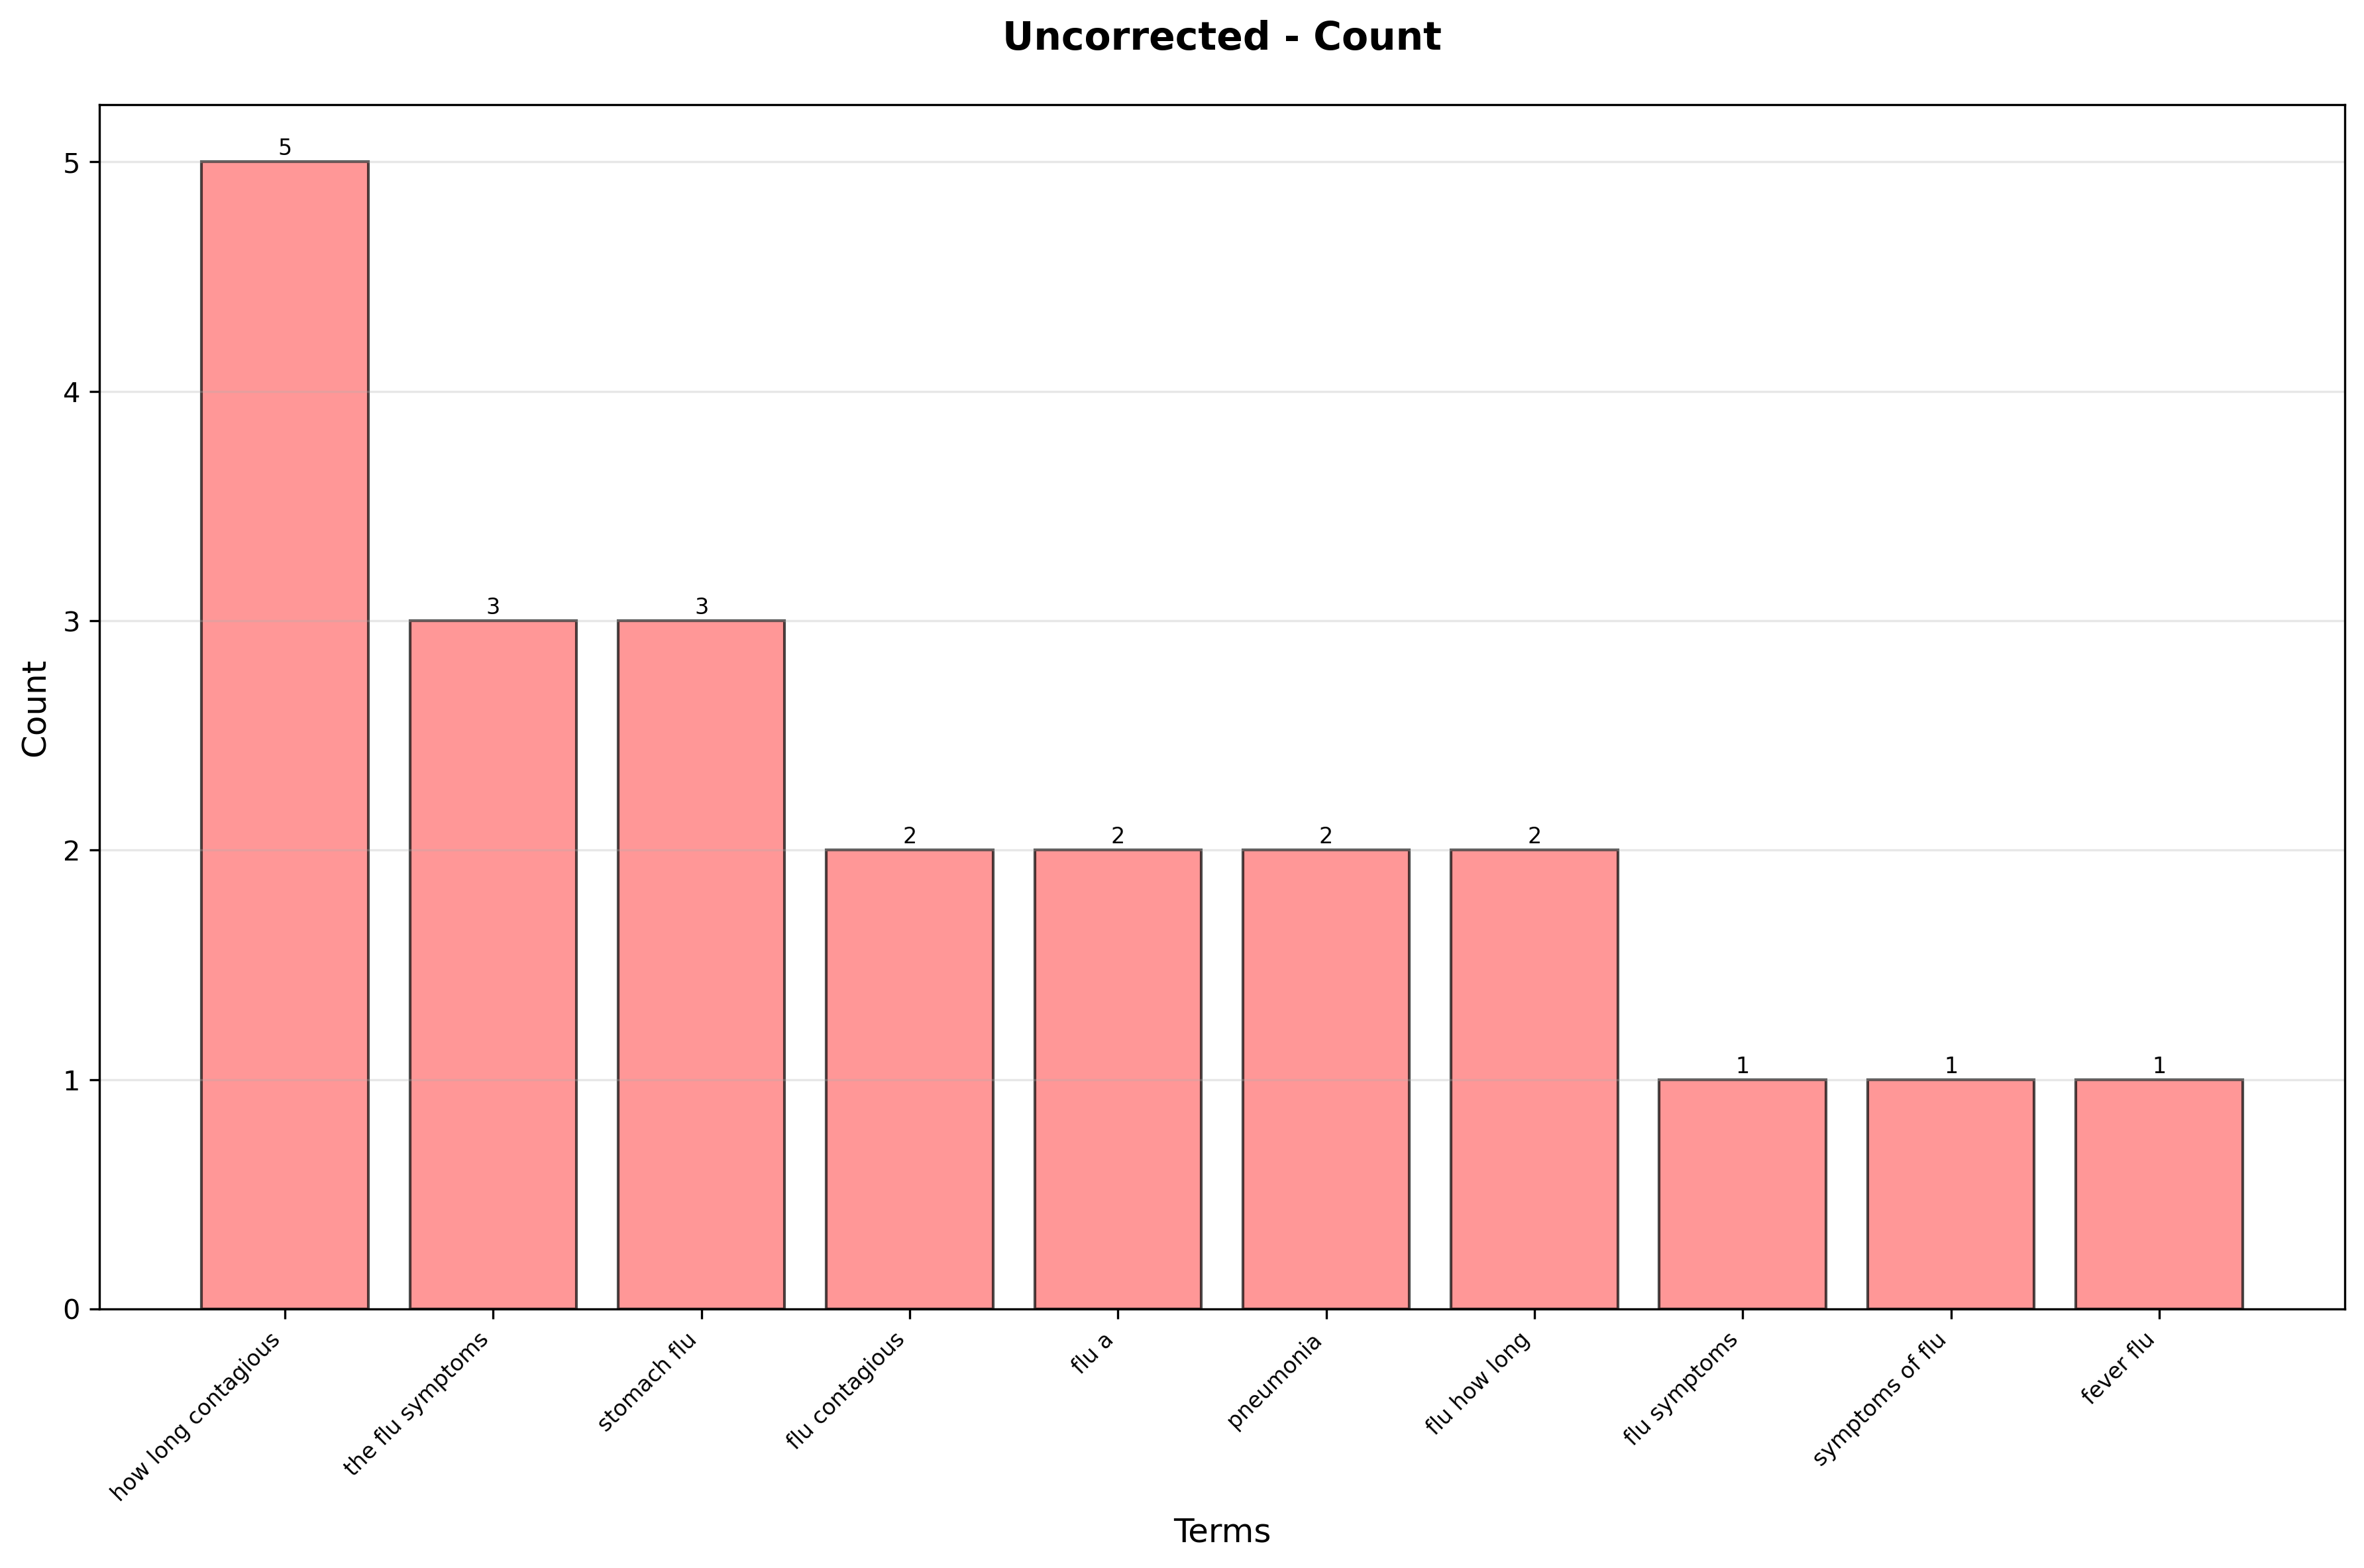 Uncorrected - Count
Count
5
4
3
2
1
0
5
3
3
2
2
2
2
1
1
1
how long contagious
the flu symptoms
stomach flu
flu contagious
flu a
pneumonia
flu how long
flu symptoms
symptoms of flu
fever flu
Terms